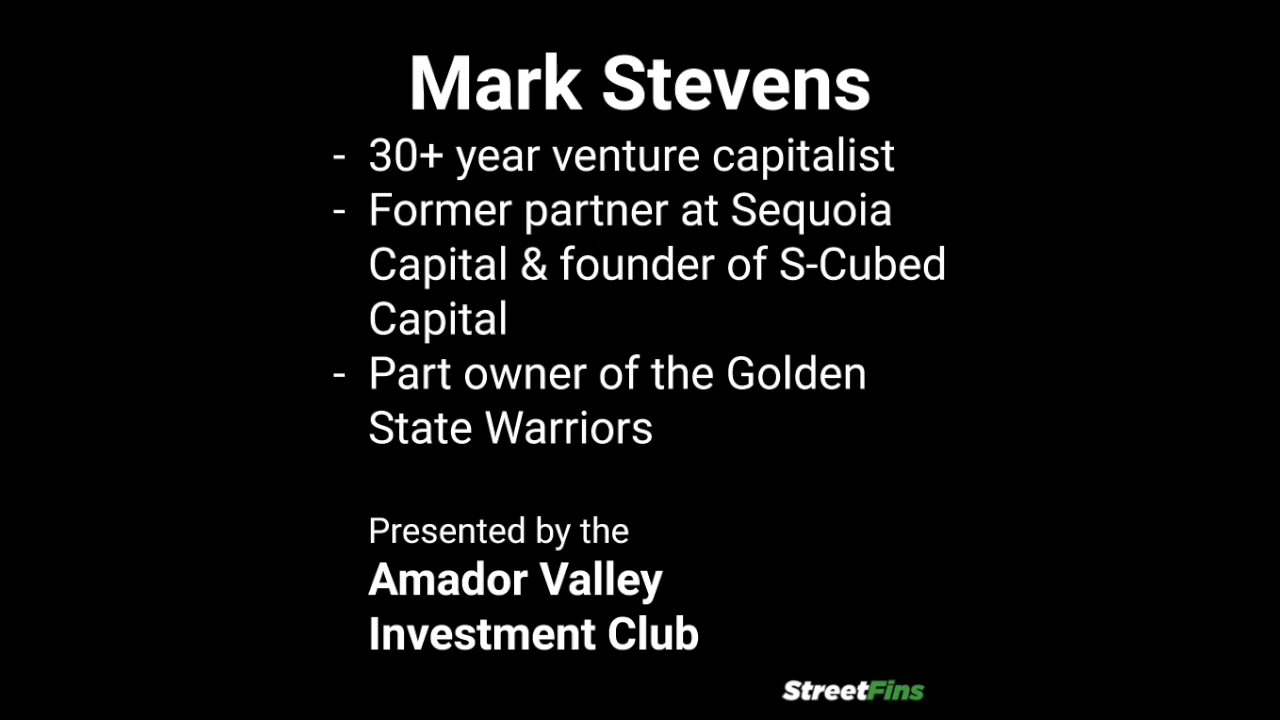 Mark Stevens
- 30+ year venture capitalist
- Former partner at Sequoia
Capital & founder of S-Cubed
Capital
- Part owner of the Golden
State Warriors
Presented by the
Amador Valley
Investment Club
StreetFins